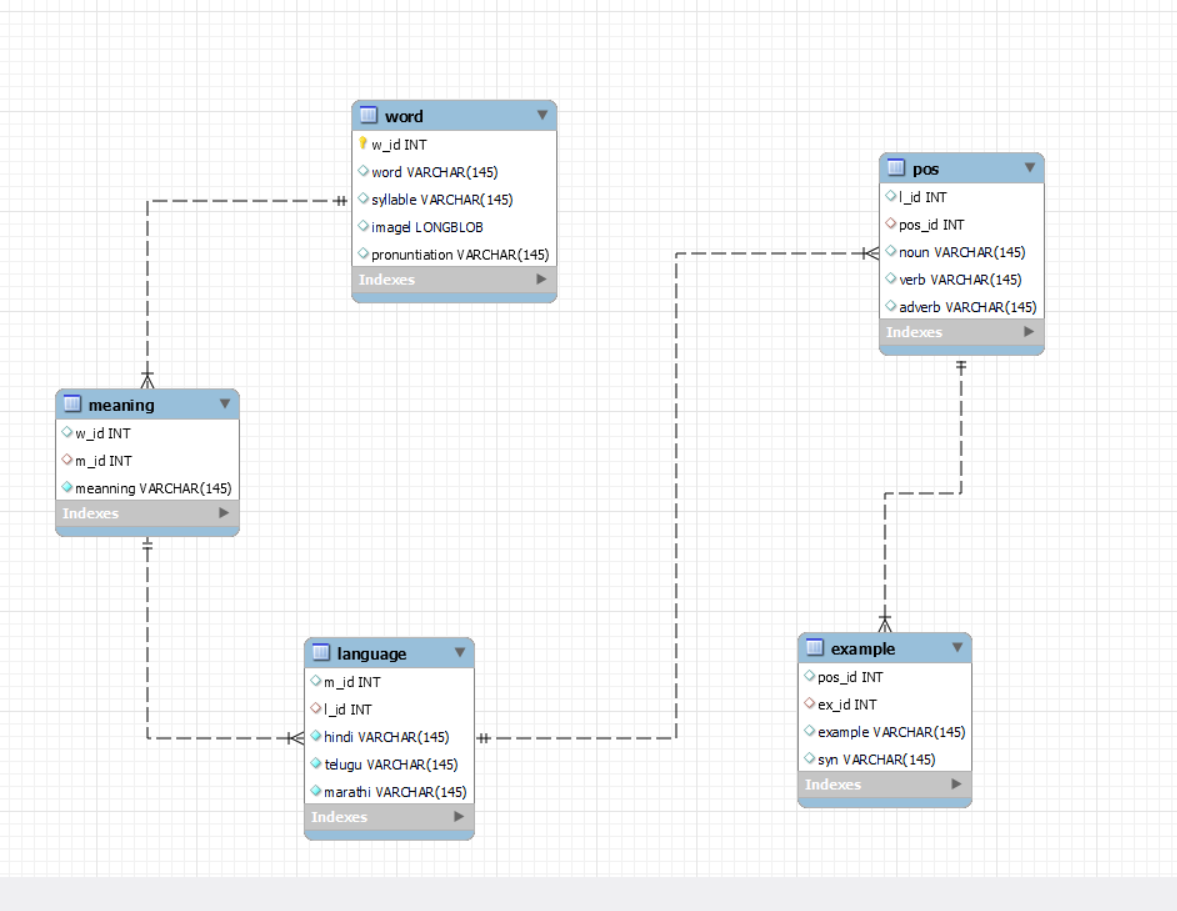 word
w_id INT
word VARCHAR(145)
syllable VARCHAR(145)
imagel LONGBLOB
pronuntiation VARCHAR(145)
Indexes
pos
l_id INT
pos_id INT
noun VARCHAR(145)
verb VARCHAR(145)
adverb VARCHAR(145)
Indexes
meaning
w_id INT
m_id INT
meanning VARCHAR(145)
Indexes
language
m_id INT
l_id INT
hindi VARCHAR(145)
telugu VARCHAR(145)
marathi VARCHAR(145)
Indexes
example
pos_id INT
ex_id INT
example VARCHAR(145)
syn VARCHAR(145)
Indexes